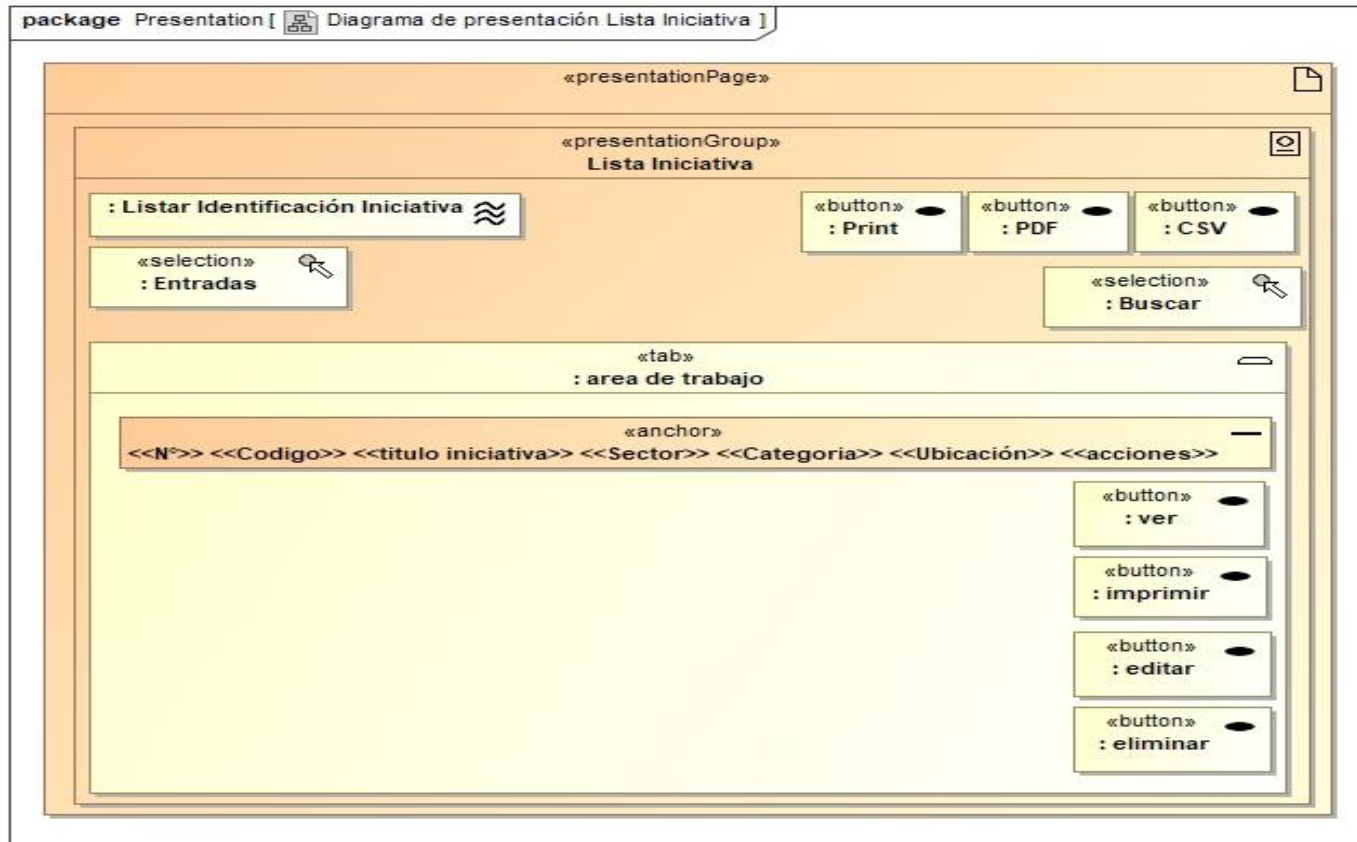 package Presentation [ Diagrama de presentación Lista Iniciativa ]
«presentationPage»
«presentationGroup»
Lista Iniciativa
: Listar Identificación Iniciativa
«button»
: Print
«button»
: PDF
«button»
: CSV
«selection»
: Entradas
«selection»
: Buscar
«tab»
: area de trabajo
«anchor»
<<N°>> <<Codigo>> <<titulo iniciativa>> <<Sector>> <<Categoria>> <<Ubicación>> <<acciones>>
«button»
: ver
«button»
: imprimir
«button»
: editar
«button»
: eliminar